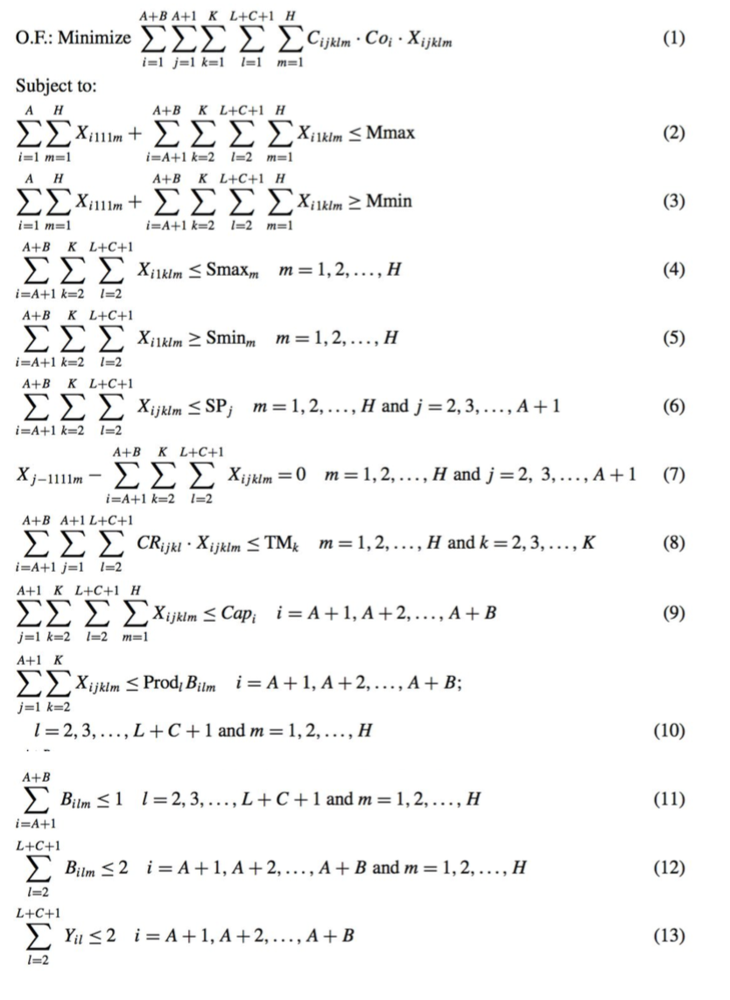 O.F.: Minimize $\sum_{i=1}^{A+B} \sum_{j=1}^{A+1} \sum_{k=1}^{K} \sum_{l=1}^{L+C+1} \sum_{m=1}^{H} C_{ijklm} \cdot Co_i \cdot X_{ijklm}$ (1)
Subject to:
$\sum_{i=1}^{A} \sum_{m=1}^{H} X_{i111m} + \sum_{i=A+1}^{A+B} \sum_{k=2}^{K} \sum_{l=2}^{L+C+1} \sum_{m=1}^{H} X_{i1klm} \leq \text{Mmax}$ (2)
$\sum_{i=1}^{A} \sum_{m=1}^{H} X_{i111m} + \sum_{i=A+1}^{A+B} \sum_{k=2}^{K} \sum_{l=2}^{L+C+1} \sum_{m=1}^{H} X_{i1klm} \geq \text{Mmin}$ (3)
$\sum_{i=A+1}^{A+B} \sum_{k=2}^{K} \sum_{l=2}^{L+C+1} X_{i1klm} \leq \text{Smax}_m \quad m = 1, 2, \ldots, H$ (4)
$\sum_{i=A+1}^{A+B} \sum_{k=2}^{K} \sum_{l=2}^{L+C+1} X_{i1klm} \geq \text{Smin}_m \quad m = 1, 2, \ldots, H$ (5)
$\sum_{i=A+1}^{A+B} \sum_{k=2}^{K} \sum_{l=2}^{L+C+1} X_{ijklm} \leq \text{SP}_j \quad m = 1, 2, \ldots, H \text{ and } j = 2, 3, \ldots, A+1$ (6)
$X_{j-1111m} - \sum_{i=A+1}^{A+B} \sum_{k=2}^{K} \sum_{l=2}^{L+C+1} X_{ijklm} = 0 \quad m = 1, 2, \ldots, H \text{ and } j = 2, 3, \ldots, A+1$ (7)
$\sum_{i=A+1}^{A+B} \sum_{j=1}^{A+1} \sum_{l=2}^{L+C+1} CR_{ijkl} \cdot X_{ijklm} \leq \text{TM}_k \quad m = 1, 2, \ldots, H \text{ and } k = 2, 3, \ldots, K$ (8)
$\sum_{j=1}^{A+1} \sum_{k=2}^{K} \sum_{l=2}^{L+C+1} \sum_{m=1}^{H} X_{ijklm} \leq Cap_i \quad i = A+1, A+2, \ldots, A+B$ (9)
$\sum_{j=1}^{A+1} \sum_{k=2}^{K} X_{ijklm} \leq \text{Prod}_l B_{ilm} \quad i = A+1, A+2, \ldots, A+B;$
$l = 2, 3, \ldots, L+C+1 \text{ and } m = 1, 2, \ldots, H$ (10)
$\sum_{i=A+1}^{A+B} B_{ilm} \leq 1 \quad l = 2, 3, \ldots, L+C+1 \text{ and } m = 1, 2, \ldots, H$ (11)
$\sum_{l=2}^{L+C+1} B_{ilm} \leq 2 \quad i = A+1, A+2, \ldots, A+B \text{ and } m = 1, 2, \ldots, H$ (12)
$\sum_{l=2}^{L+C+1} Y_{il} \leq 2 \quad i = A+1, A+2, \ldots, A+B$ (13)